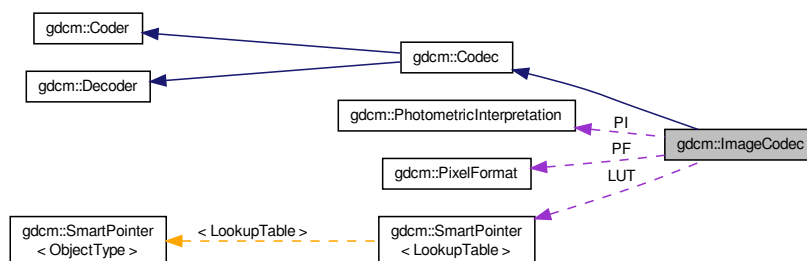 gdcm::Coder
gdcm::Codec
gdcm::Decoder
gdcm::PhotometricInterpretation
PI
gdcm::ImageCodec
PF
gdcm::PixelFormat
LUT
gdcm::SmartPointer
< ObjectType >
< LookupTable >
gdcm::SmartPointer
< LookupTable >